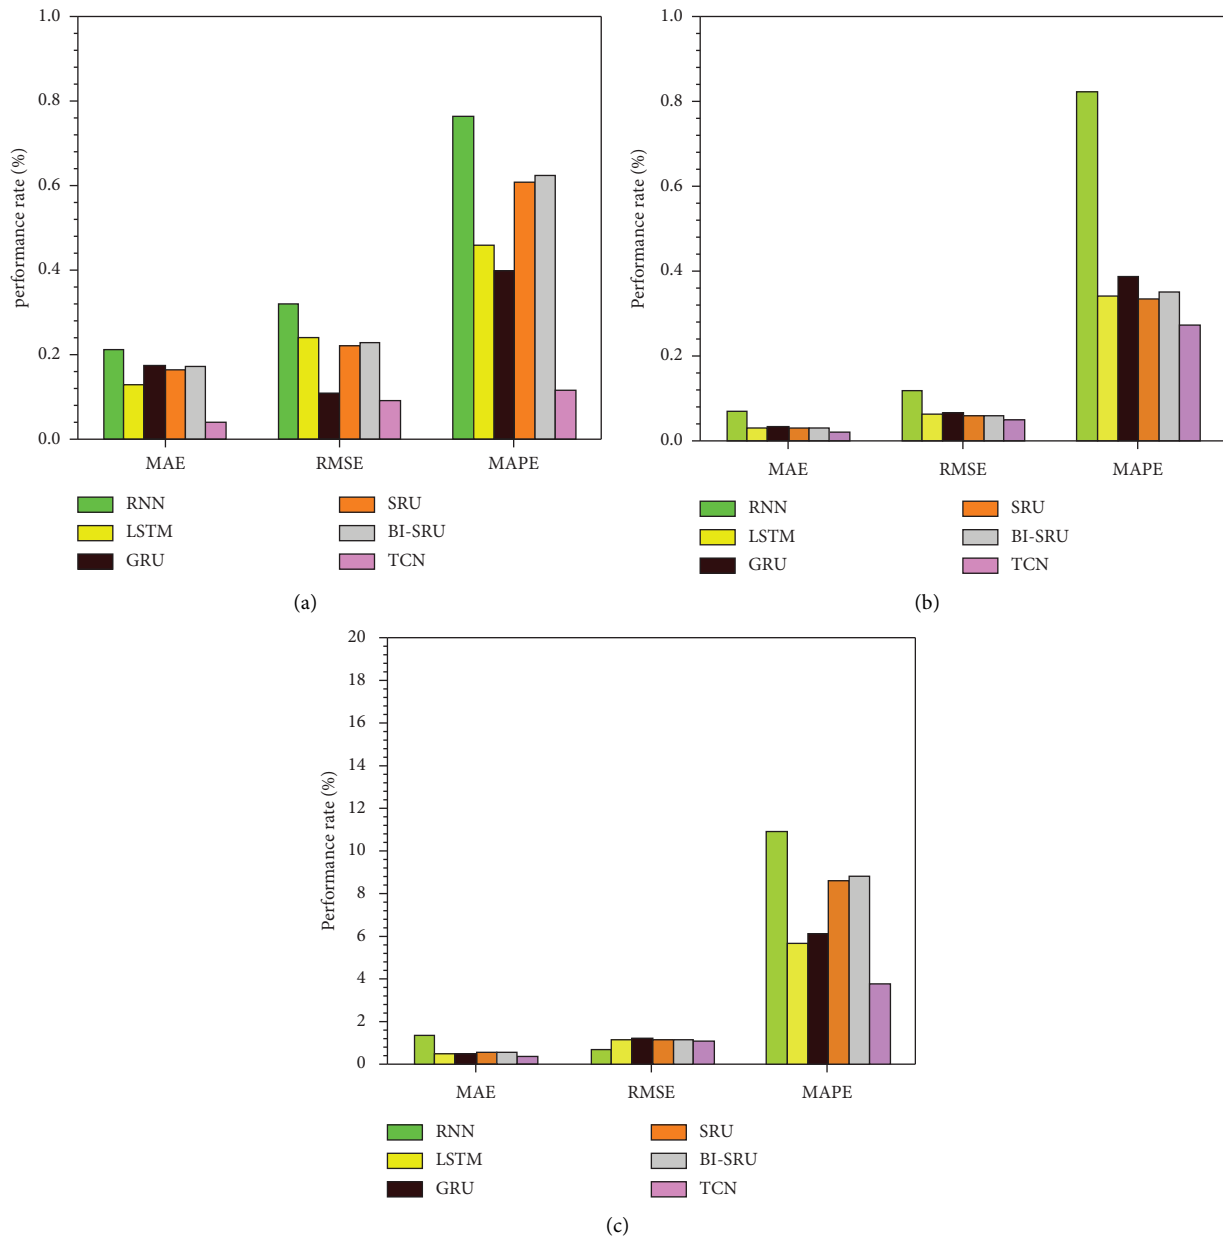 performance rate (%)
1.0
0.8
0.6
0.4
0.2
0.0
MAE RMSE MAPE
RNN SRU
LSTM BI-SRU
GRU TCN
(a)
Performance rate (%)
1.0
0.8
0.6
0.4
0.2
0.0
MAE RMSE MAPE
RNN SRU
LSTM BI-SRU
GRU TCN
(b)
Performance rate (%)
20
18
16
14
12
10
8
6
4
2
0
MAE RMSE MAPE
RNN SRU
LSTM BI-SRU
GRU TCN
(c)